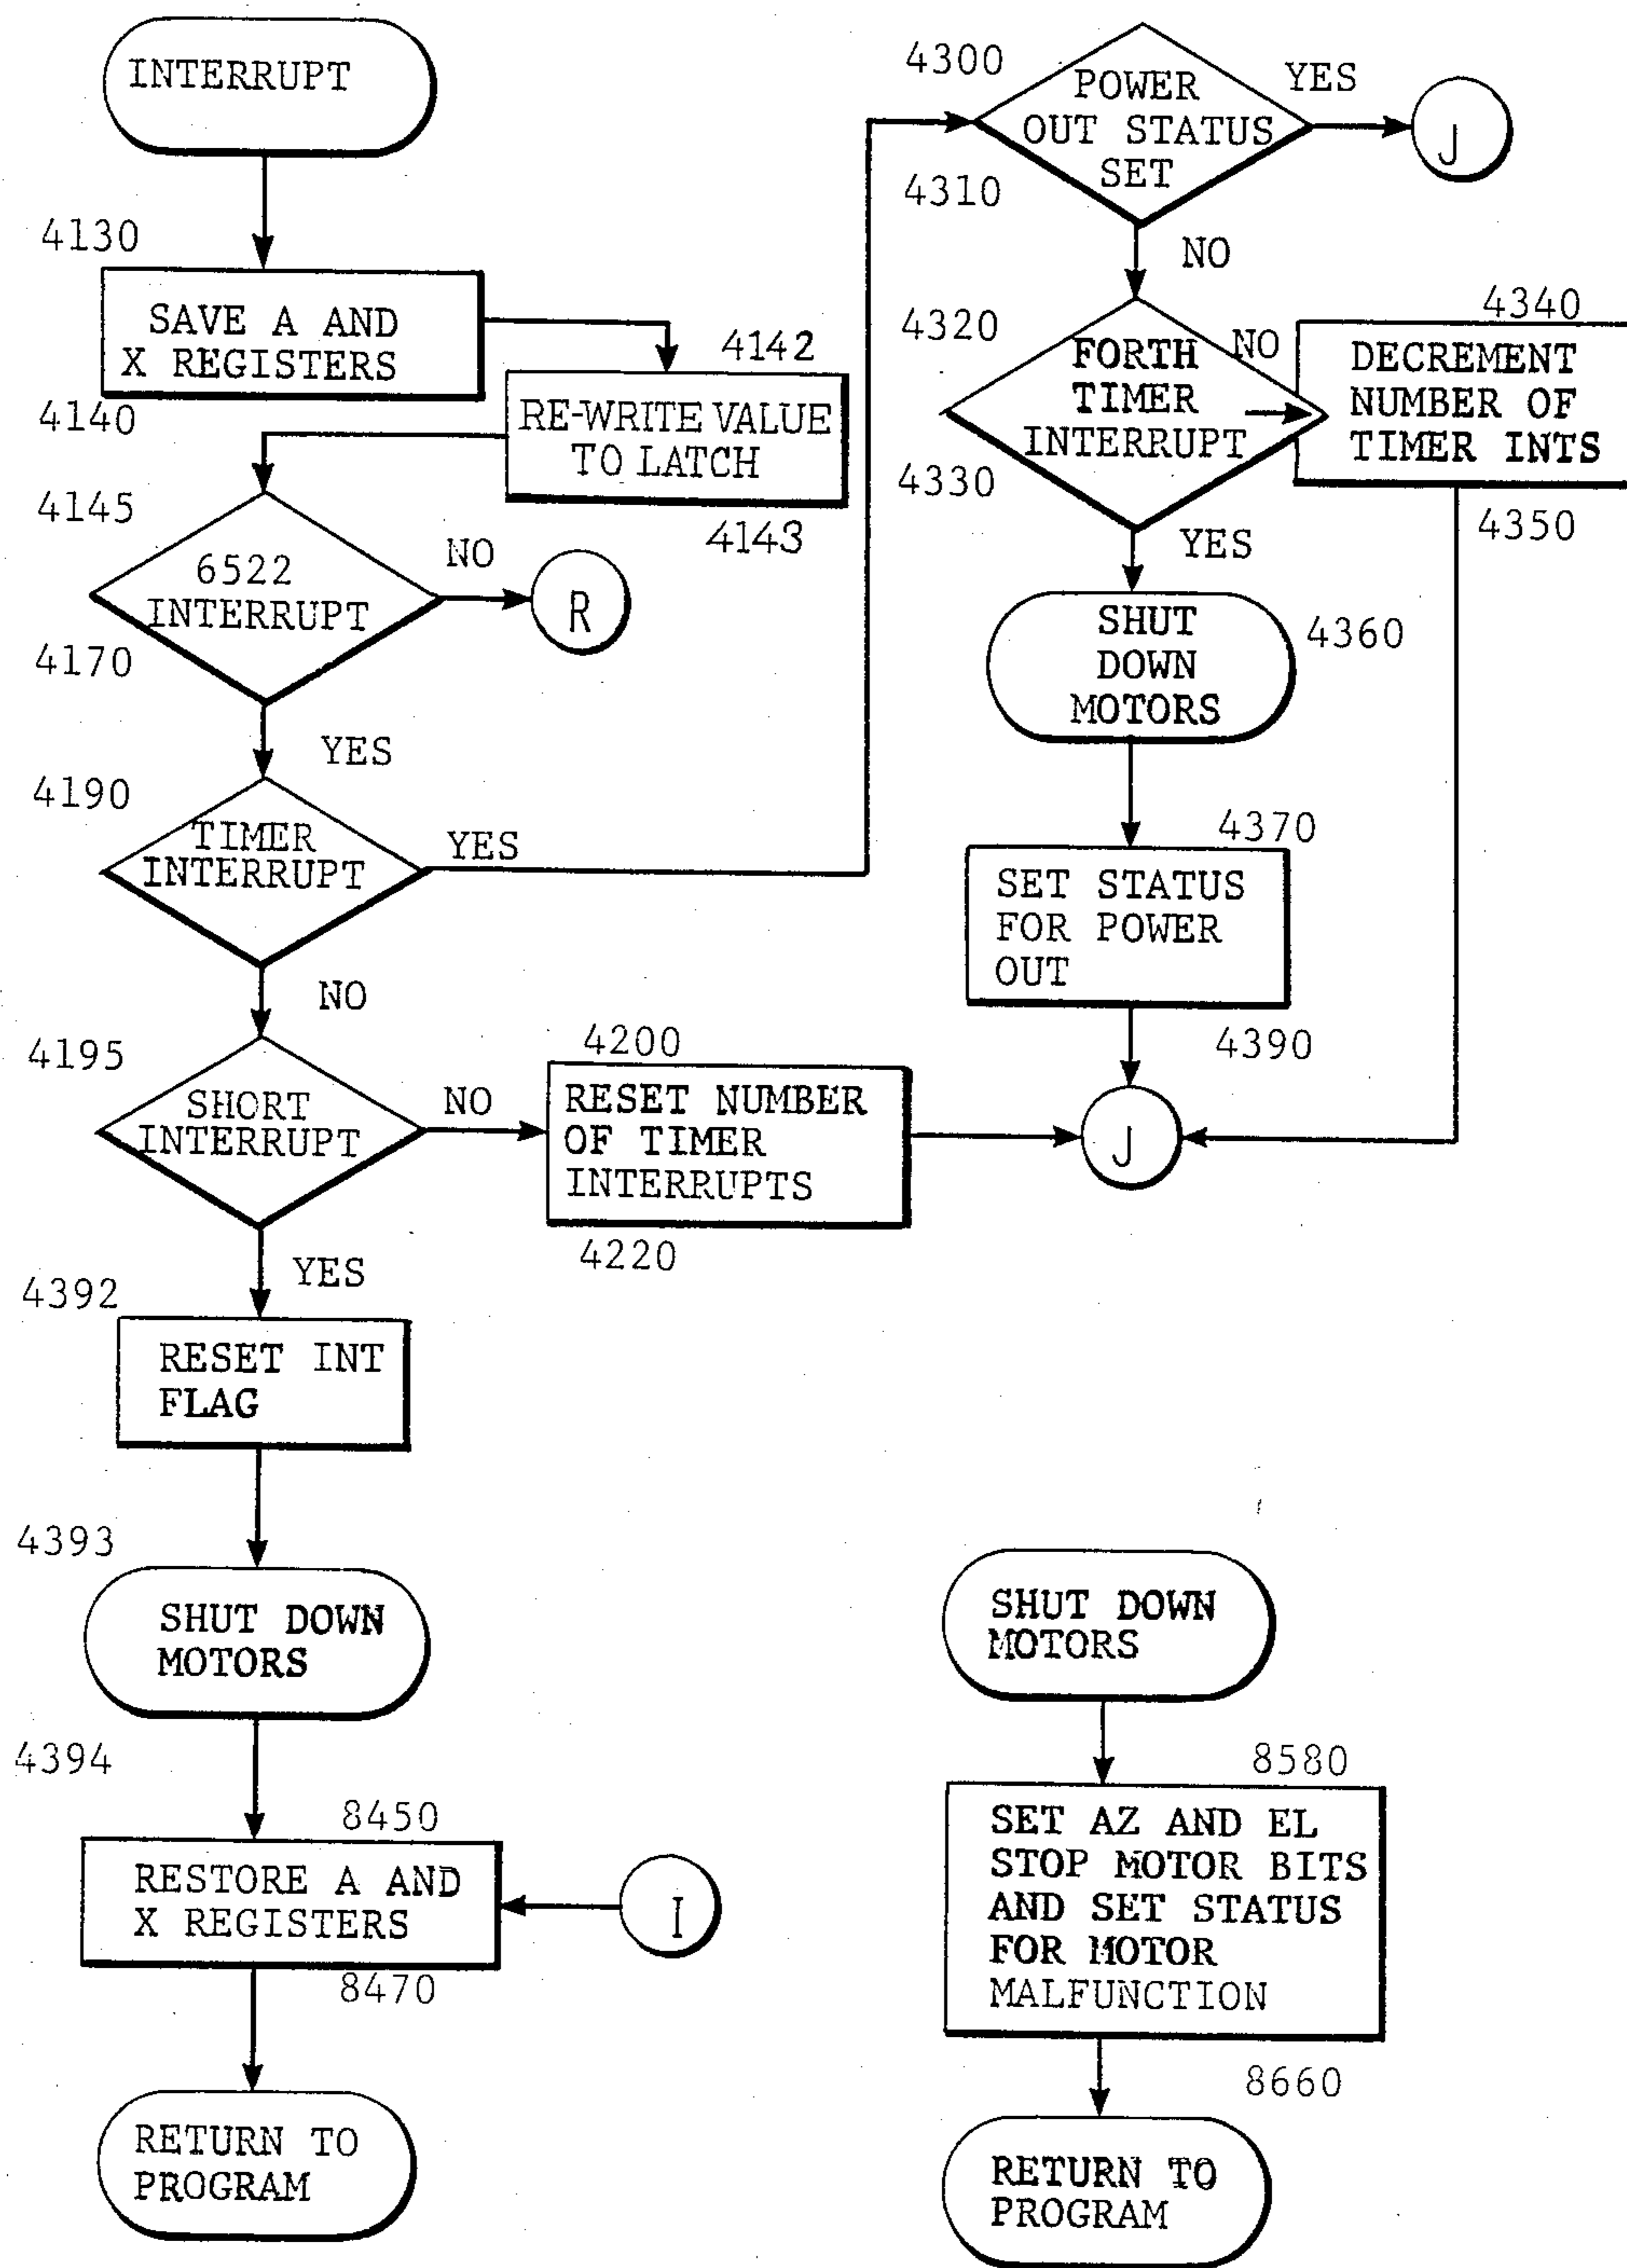 INTERRUPT
4130
SAVE A AND
X REGISTERS
4140
4142
RE-WRITE VALUE
TO LATCH
4143
4145
6522
INTERRUPT
4170
NO
R
YES
4190
TIMER
INTERRUPT
YES
NO
4195
SHORT
INTERRUPT
NO
4200
RESET NUMBER
OF TIMER
INTERRUPTS
4220
J
YES
4392
RESET INT
FLAG
4393
SHUT DOWN
MOTORS
4394
8450
RESTORE A AND
X REGISTERS
8470
I
RETURN TO
PROGRAM
4300
POWER
OUT STATUS
SET
4310
YES
J
NO
4320
FORTH
TIMER
INTERRUPT
4330
NO
4340
DECREMENT
NUMBER OF
TIMER INTS
4350
YES
SHUT
DOWN
MOTORS
4360
4370
SET STATUS
FOR POWER
OUT
4390
SHUT DOWN
MOTORS
8580
SET AZ AND EL
STOP MOTOR BITS
AND SET STATUS
FOR MOTOR
MALFUNCTION
8660
RETURN TO
PROGRAM